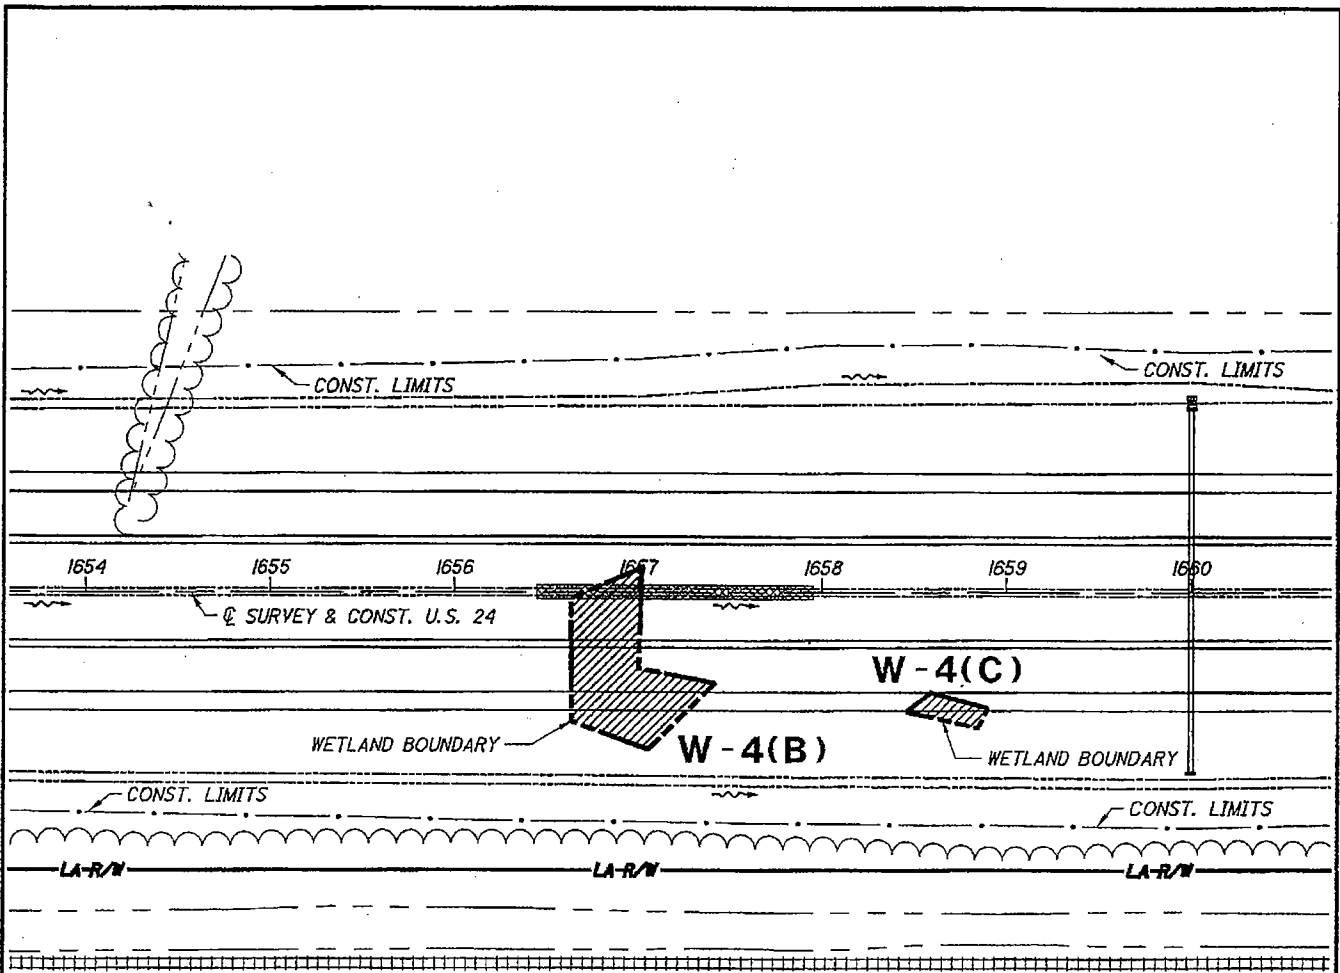 CONST. LIMITS
CONST. LIMITS
1654 1655 1656 1657 1658 1659 1660
℄ SURVEY & CONST. U.S. 24
W-4(C)
WETLAND BOUNDARY
W-4(B)
WETLAND BOUNDARY
CONST. LIMITS
CONST. LIMITS
LA-R/W LA-R/W LA-R/W